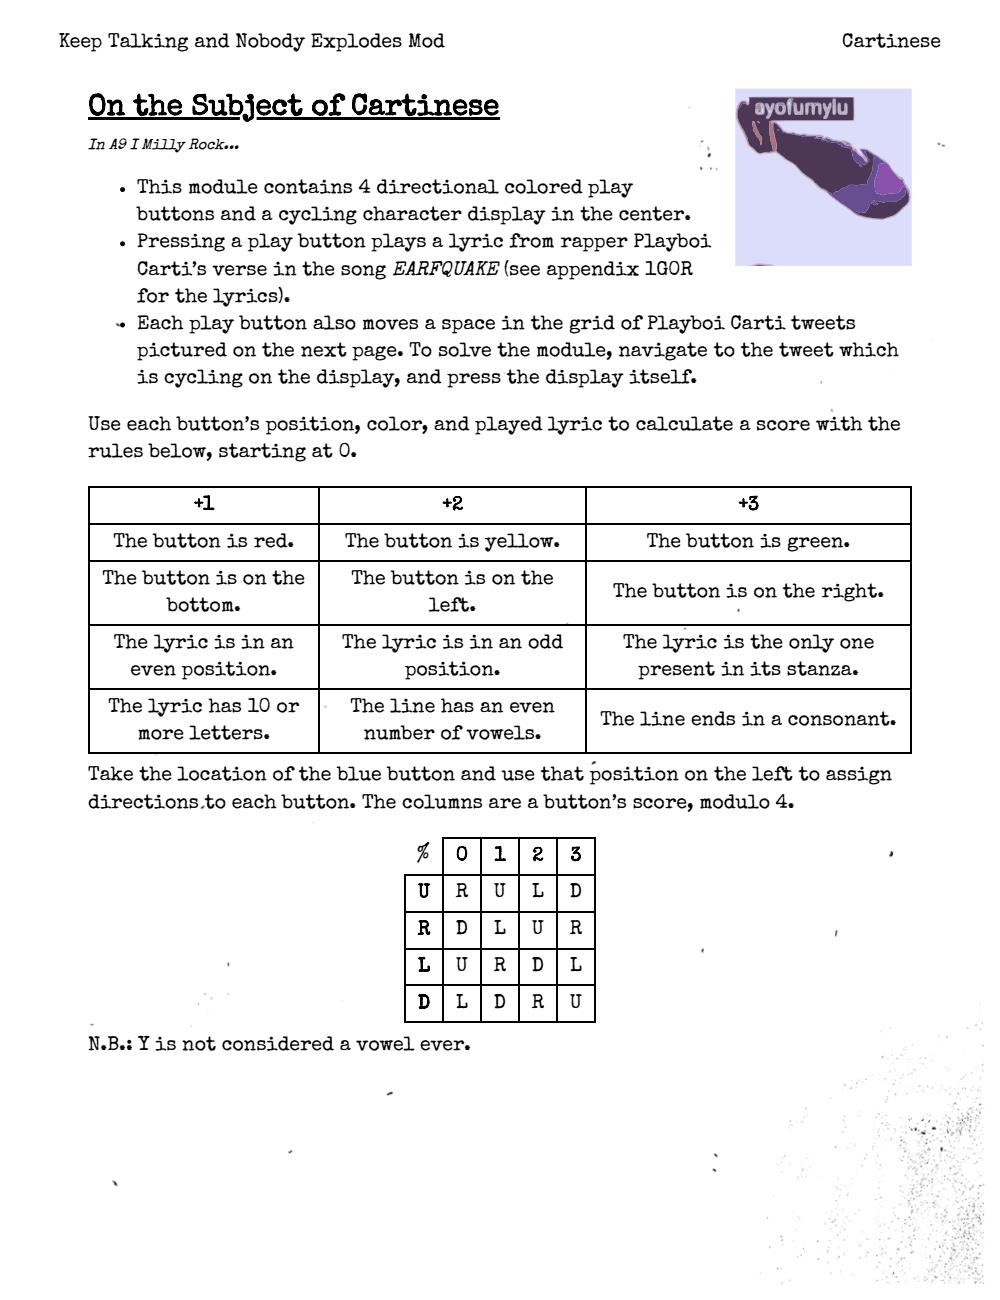 Keep Talking and Nobody Explodes Mod Cartinese
On the Subject of Cartinese
ayofumylu
In A9 I Milly Rock...
• This module contains 4 directional colored play
buttons and a cycling character display in the center.
• Pressing a play button plays a lyric from rapper Playboi
Carti's verse in the song EARFQUAKE (see appendix 1G0R
for the lyrics).
• Each play button also moves a space in the grid of Playboi Carti tweets
pictured on the next page. To solve the module, navigate to the tweet which
is cycling on the display, and press the display itself.
Use each button's position, color, and played lyric to calculate a score with the
rules below, starting at 0.
+1 +2 +3
The button is red. The button is yellow. The button is green.
The button is on the bottom. The button is on the left. The button is on the right.
The lyric is in an even position. The lyric is in an odd position. The lyric is the only one present in its stanza.
The lyric has 10 or more letters. The line has an even number of vowels. The line ends in a consonant.
Take the location of the blue button and use that position on the left to assign
directions to each button. The columns are a button's score, modulo 4.
% 0 1 2 3
U R U L D
R D L U R
L U R D L
D L D R U
N.B.: Y is not considered a vowel ever.